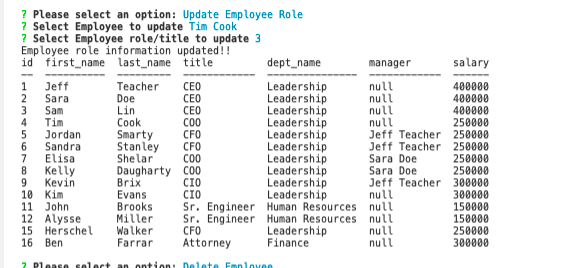 ? Please select an option: Update Employee Role
? Select Employee to update Tim Cook
? Select Employee role/title to update 3
Employee role information updated!!
id  first_name  last_name  title         dept_name        manager       salary
--  ----------  ---------  ------------  ---------------  ------------  ------
1   Jeff        Teacher    CEO           Leadership       null          400000
2   Sara        Doe        CEO           Leadership       null          400000
3   Sam         Lin        CEO           Leadership       null          400000
4   Tim         Cook       COO           Leadership       null          250000
5   Jordan      Smarty     CFO           Leadership       Jeff Teacher  250000
6   Sandra      Stanley    CFO           Leadership       Jeff Teacher  250000
7   Elisa       Shelar     COO           Leadership       Sara Doe      250000
8   Kelly       Daugharty  COO           Leadership       Sara Doe      250000
9   Kevin       Brix       CIO           Leadership       Jeff Teacher  300000
10  Kim         Evans      CIO           Leadership       null          300000
11  John        Brooks     Sr. Engineer  Human Resources  null          150000
12  Alysse      Miller     Sr. Engineer  Human Resources  null          150000
15  Herschel    Walker     CFO           Leadership       null          250000
16  Ben         Farrar     Attorney      Finance          null          300000
? Please select an option: Delete Employee